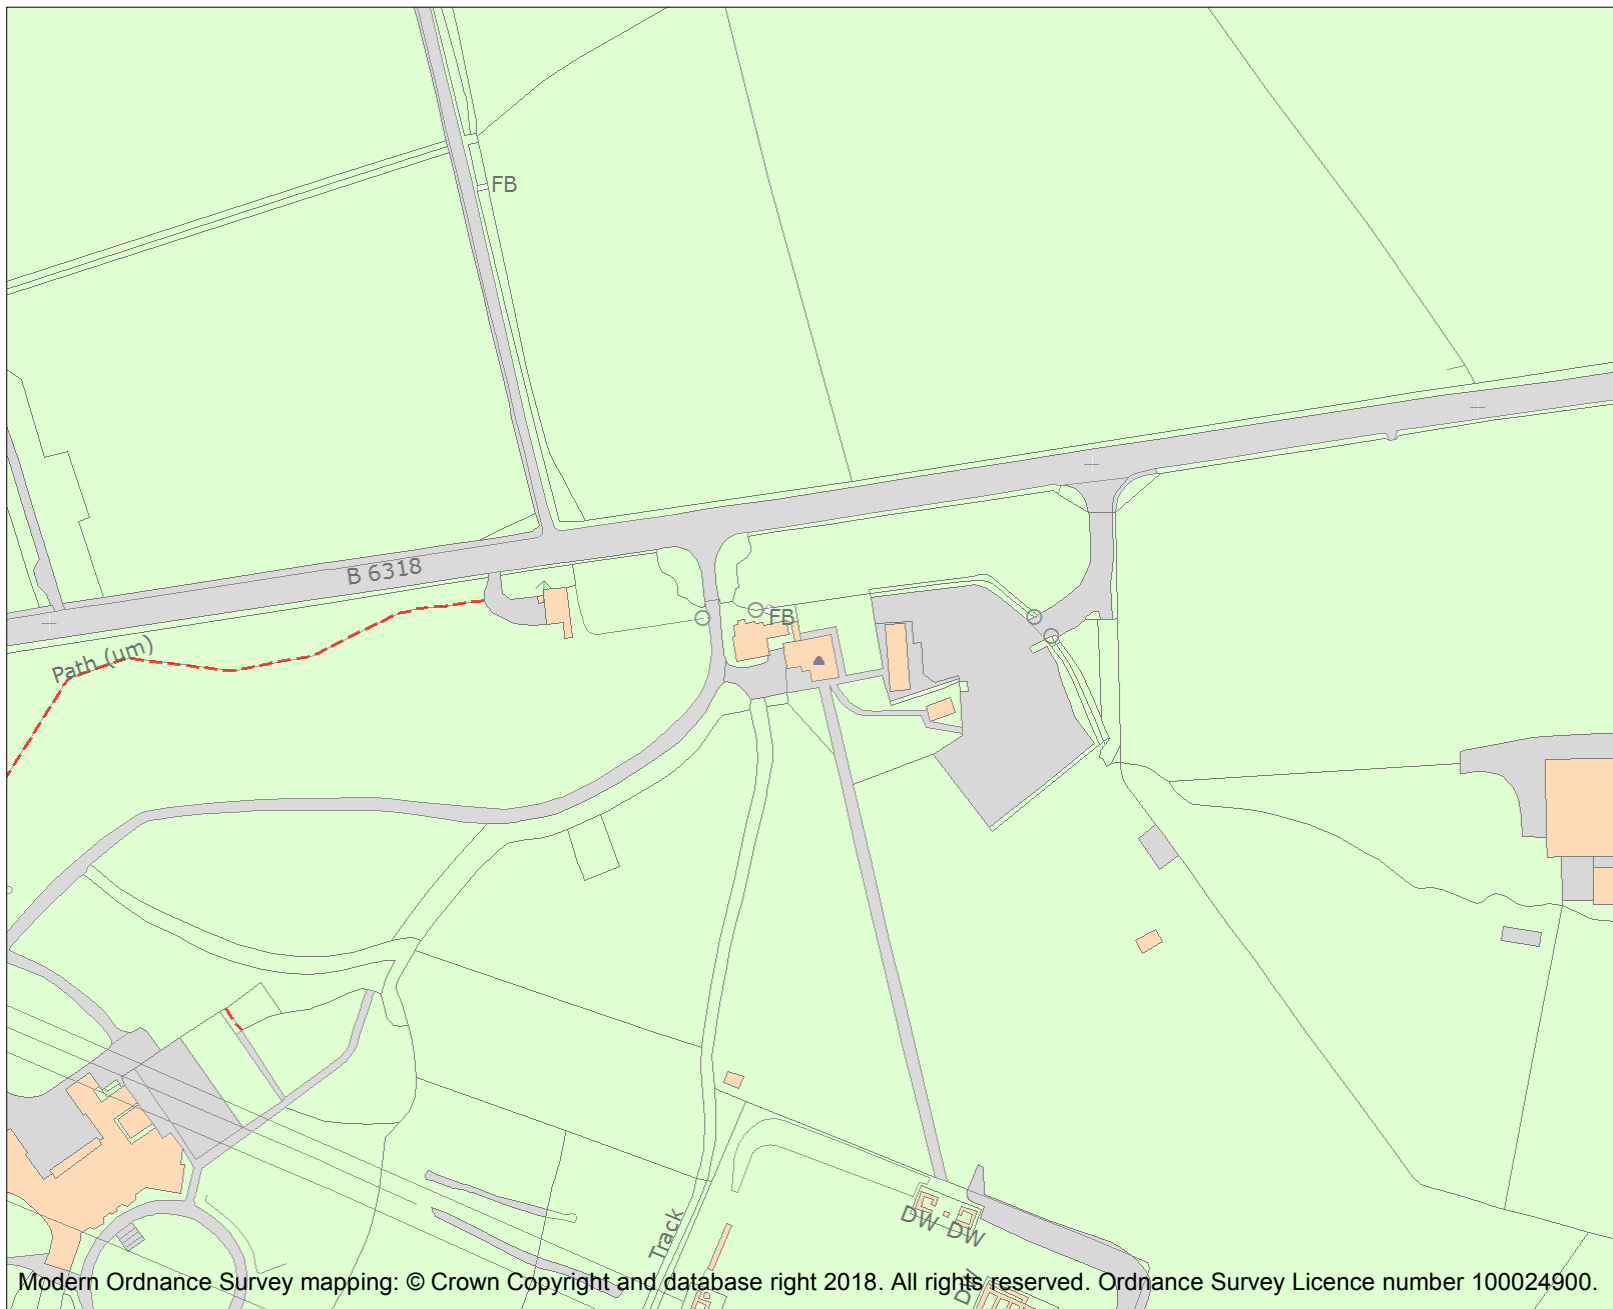 FB
B 6318
FB
Path (um)
DW DW
Track
DW
Modern Ordnance Survey mapping: © Crown Copyright and database right 2018. All rights reserved. Ordnance Survey Licence number 100024900.